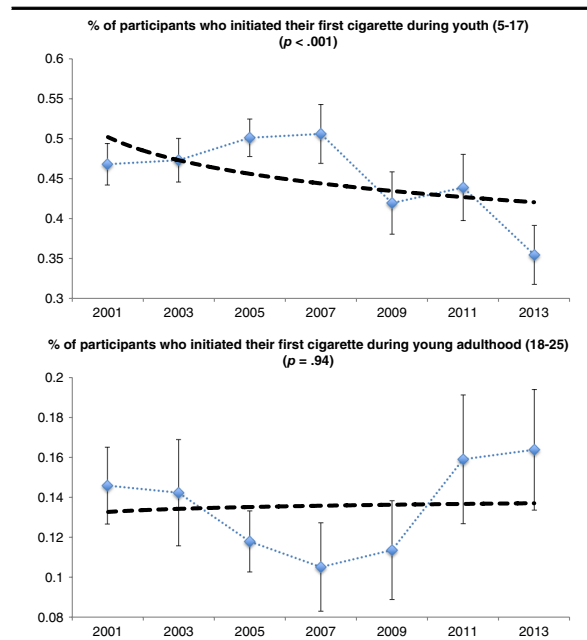 % of participants who initiated their first cigarette during youth (5-17)
(p < .001)
0.6
0.55
0.5
0.45
0.4
0.35
0.3
2001 2003 2005 2007 2009 2011 2013
% of participants who initiated their first cigarette during young adulthood (18-25)
(p = .94)
0.2
0.18
0.16
0.14
0.12
0.1
0.08
2001 2003 2005 2007 2009 2011 2013